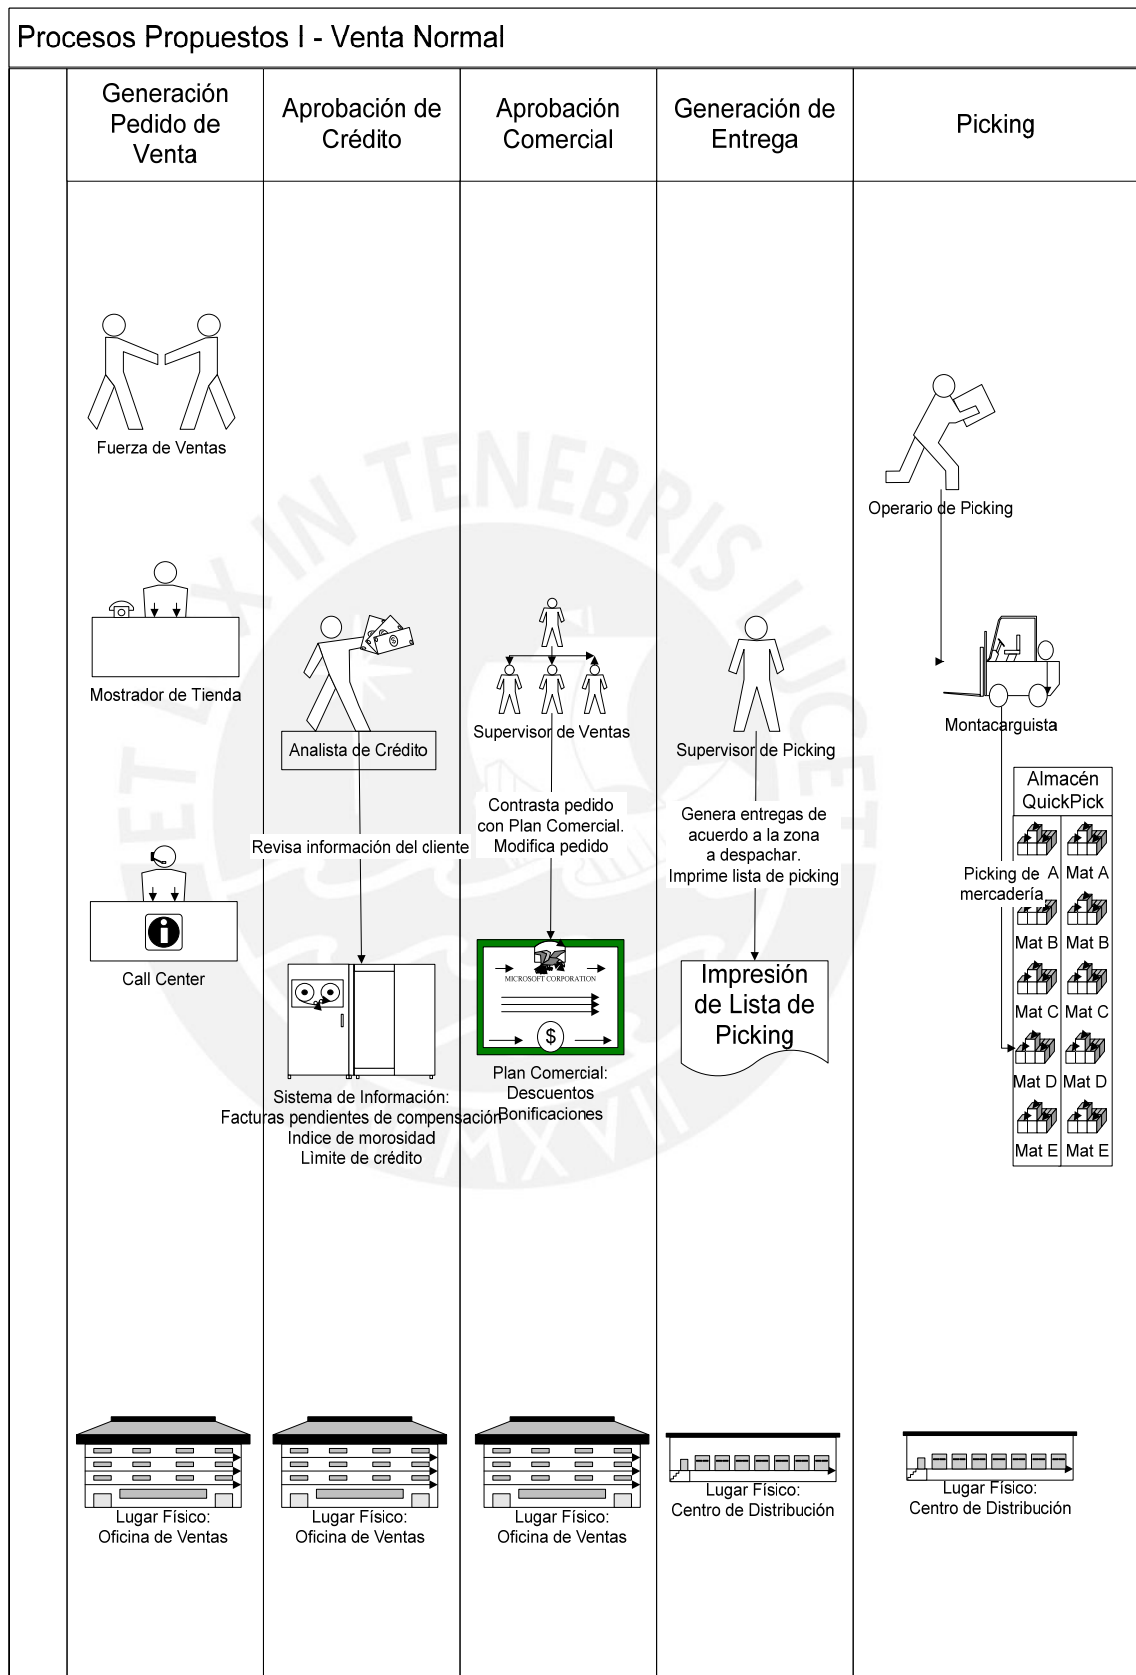 Procesos Propuestos I - Venta Normal
Generación
Pedido de
Venta
Aprobación de
Crédito
Aprobación
Comercial
Generación de
Entrega
Picking
Fuerza de Ventas
Mostrador de Tienda
Call Center
Analista de Crédito
Revisa información del cliente
Sistema de Información:
Facturas pendientes de compensación
Indice de morosidad
Lìmite de crédito
Supervisor de Ventas
Contrasta pedido
con Plan Comercial.
Modifica pedido
MICROSOFT CORPORATION
$
Plan Comercial:
Descuentos
Bonificaciones
Supervisor de Picking
Genera entregas de
acuerdo a la zona
a despachar.
Imprime lista de picking
Impresión
de Lista de
Picking
Operario de Picking
Montacarguista
Almacén
QuickPick
Picking de
mercadería
A Mat A
Mat B Mat B
Mat C Mat C
Mat D Mat D
Mat E Mat E
Lugar Físico:
Oficina de Ventas
Lugar Físico:
Oficina de Ventas
Lugar Físico:
Oficina de Ventas
Lugar Físico:
Centro de Distribución
Lugar Físico:
Centro de Distribución
ET LUX IN TENEBRIS LUCET
MCMXVII